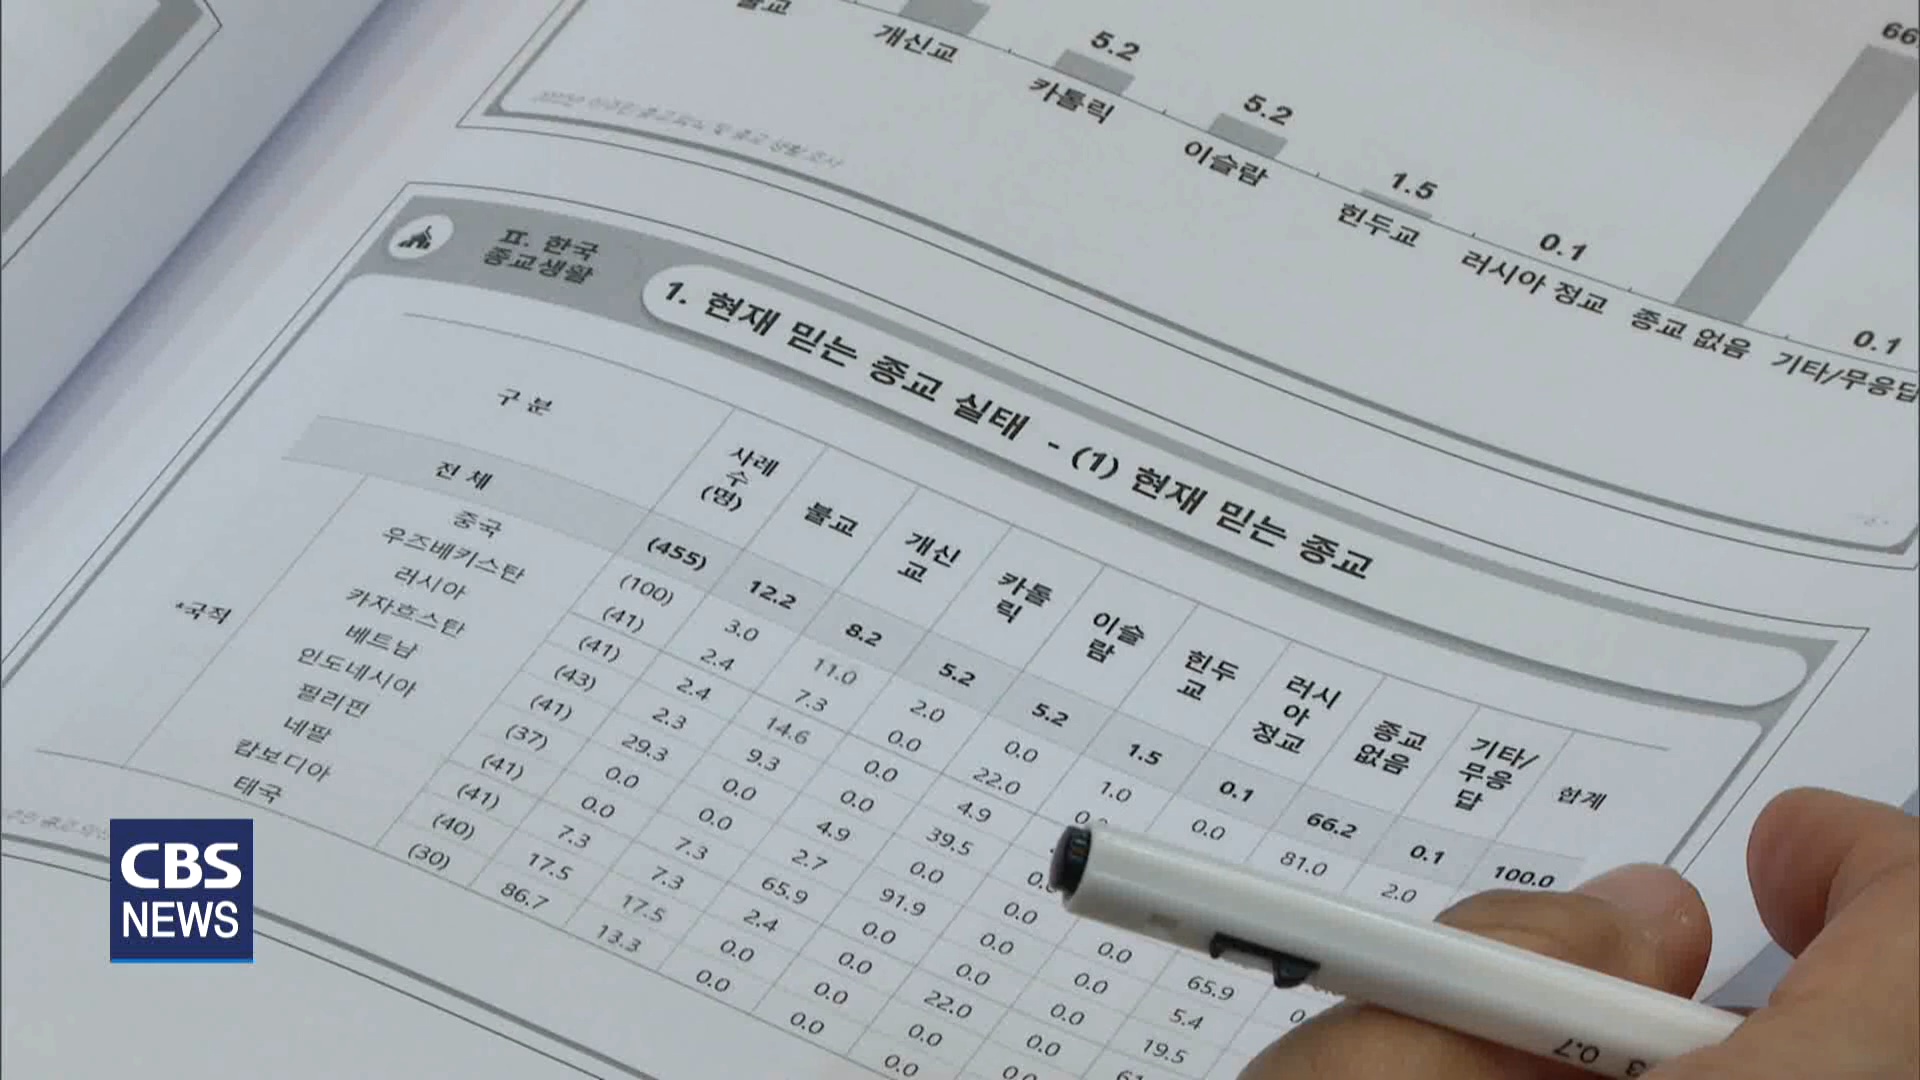 불교
개신교
5.2
카톨릭
5.2
이슬람
1.5
힌두교
0.1
러시아 정교
66.
종교 없음
0.1
기타/무응답
Ⅱ. 한국
종교생활
1. 현재 믿는 종교 실태 - (1) 현재 믿는 종교
구 분
사례
수
(명)
불교
개신
교
카톨
릭
이슬
람
힌두
교
러시
아
정교
종교
없음
기타/
무응
답
합계
전 체 (455) 12.2 8.2 5.2 5.2 1.5 0.1 66.2 0.1 100.0
*국적
중국 (100) 3.0 11.0 2.0 0.0 1.0 0.0 81.0 2.0
우즈베키스탄 (41) 2.4 7.3 0.0 22.0
러시아 (41) 2.4 14.6 0.0 4.9
카자흐스탄 (43) 2.3 9.3 0.0 39.5
베트남 (41) 29.3 0.0 4.9 0.0 0.0 0.0 65.9
인도네시아 (37) 0.0 0.0 2.7 91.9 0.0 0.0 5.4
필리핀 (41) 0.0 7.3 65.9 0.0 0.0 0.0 19.5
네팔 (41) 7.3 7.3 2.4 0.0 22.0 0.0
캄보디아 (40) 17.5 17.5 0.0 0.0 0.0 0.0
태국 (30) 86.7 13.3 0.0 0.0 0.0
CBS
NEWS
0.7